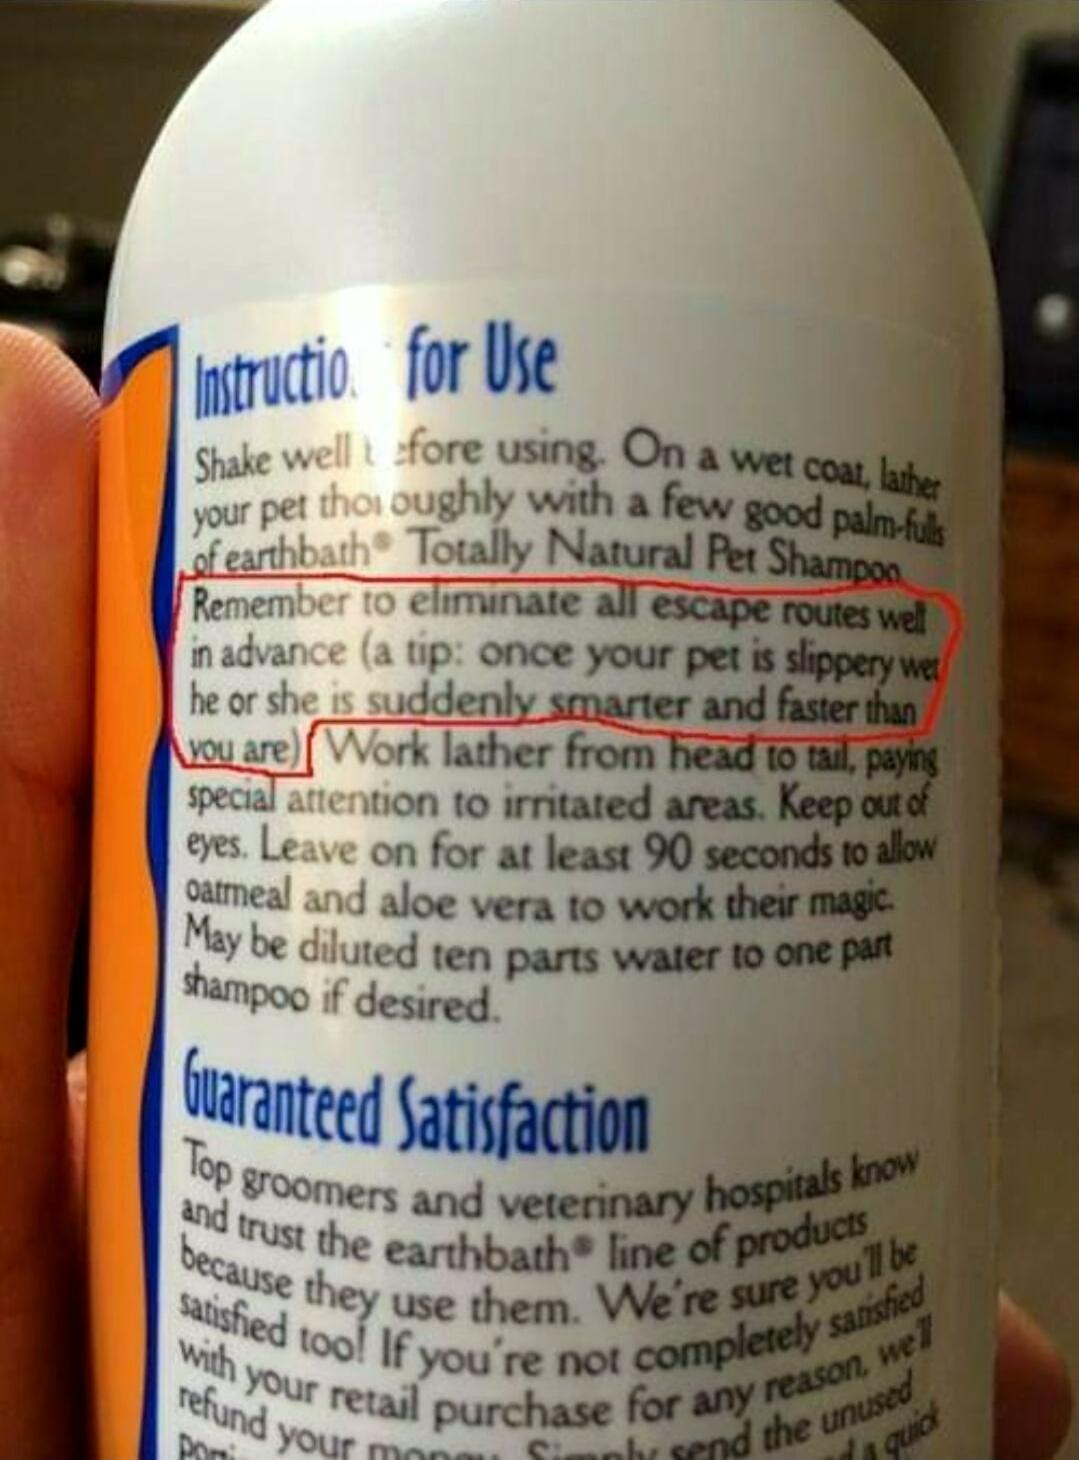 Instructio for Use
Shake well before using. On a wet coat, lather
your pet thoroughly with a few good palm-fulls
of earthbath® Totally Natural Pet Shampoo.
Remember to eliminate all escape routes well
in advance (a tip: once your pet is slippery wet
he or she is suddenly smarter and faster than
you are) Work lather from head to tail, paying
special attention to irritated areas. Keep out of
eyes. Leave on for at least 90 seconds to allow
oatmeal and aloe vera to work their magic.
May be diluted ten parts water to one part
shampoo if desired.
Guaranteed Satisfaction
Top groomers and veterinary hospitals know
and trust the earthbath® line of products
because they use them. We're sure you'll be
satisfied too! If you're not completely satisfied
with your retail purchase for any reason, we'll
refund your money. Simply send the unused
a quick